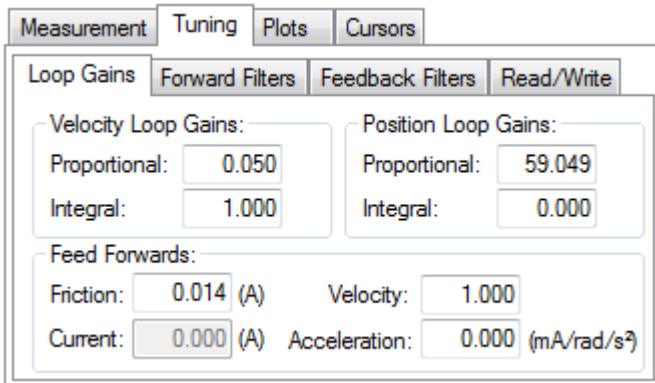 Measurement Tuning Plots Cursors
Loop Gains Forward Filters Feedback Filters Read/Write
Velocity Loop Gains: Position Loop Gains:
Proportional: 0.050 Proportional: 59.049
Integral: 1.000 Integral: 0.000
Feed Forwards:
Friction: 0.014 (A) Velocity: 1.000
Current: 0.000 (A) Acceleration: 0.000 (mA/rad/s²)